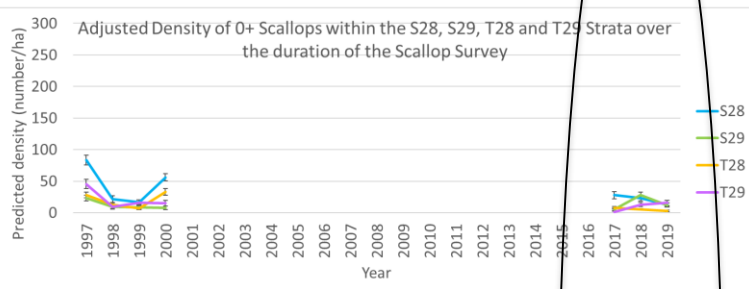 Adjusted Density of 0+ Scallops within the S28, S29, T28 and T29 Strata over
the duration of the Scallop Survey
Predicted density (number/ha)
300
250
200
150
100
50
0
1997 1998 1999 2000 2001 2002 2003 2004 2005 2006 2007 2008 2009 2010 2011 2012 2013 2014 2015 2016 2017 2018 2019
Year
S28
S29
T28
T29